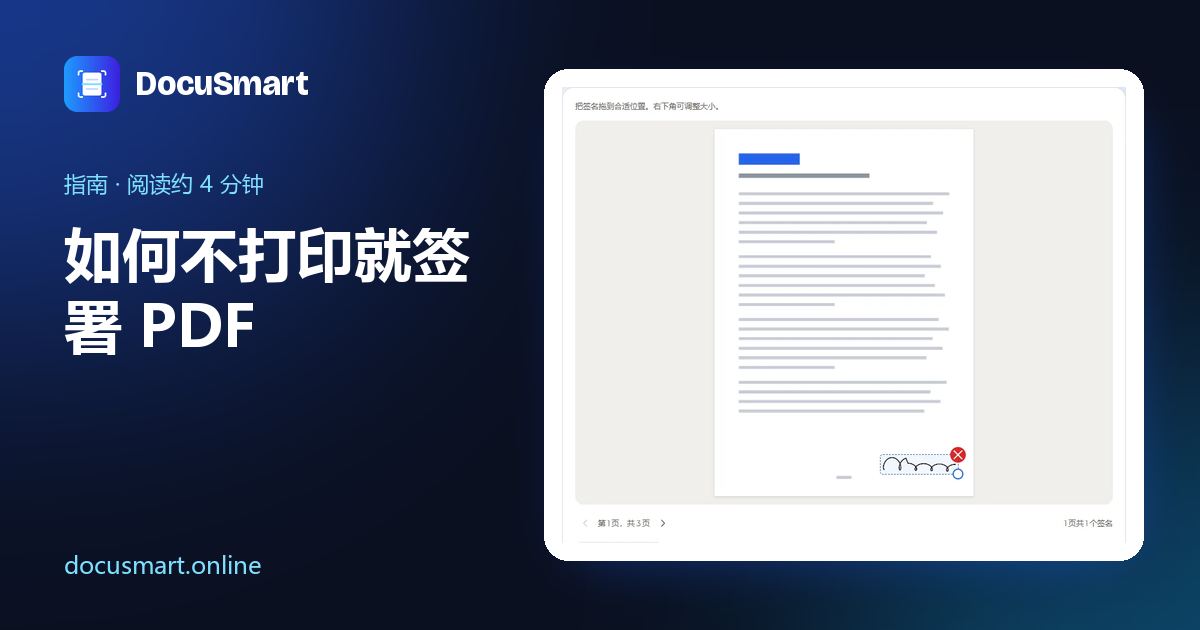 DocuSmart
指南 · 阅读约 4 分钟
如何不打印就签
署 PDF
docusmart.online
把签名拖到合适位置。右下角可调整大小。
第1页，共3页
1页共1个签名